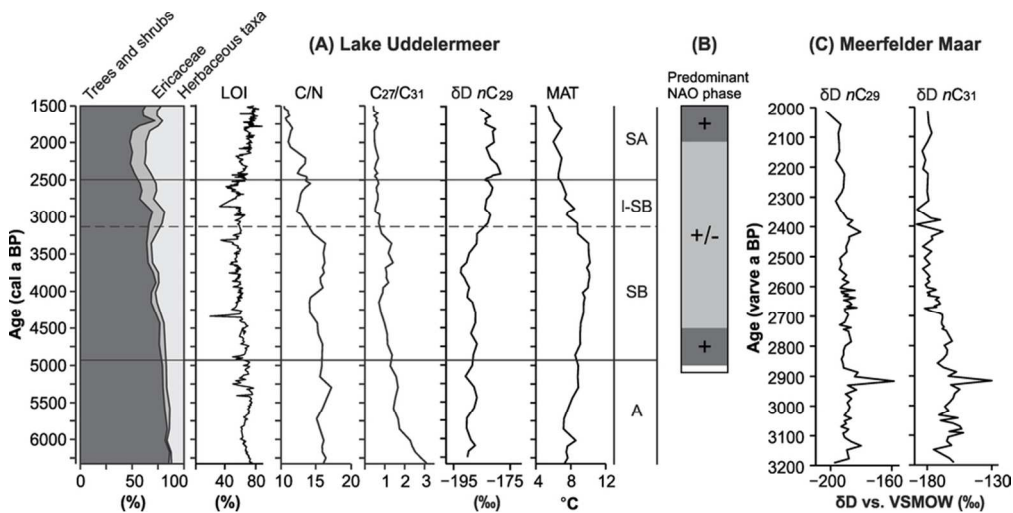 Trees and shrubs
Ericaceae
Herbaceous taxa
(A) Lake Uddelermeer
(B)
(C) Meerfelder Maar
LOI
C/N
C27/C31
δD nC29
MAT
Predominant
NAO phase
δD nC29
δD nC31
Age (cal a BP)
1500
2000
2500
3000
3500
4000
4500
5000
5500
6000
SA
I-SB
SB
A
+
+/-
+
Age (varve a BP)
2000
2100
2200
2300
2400
2500
2600
2700
2800
2900
3000
3100
3200
0 25 50 75 100
(%)
40 80
(%)
10 15 20
1 2 3
−195 −175
(‰)
4 8 12
°C
−200 −180 −130
δD vs. VSMOW (‰)